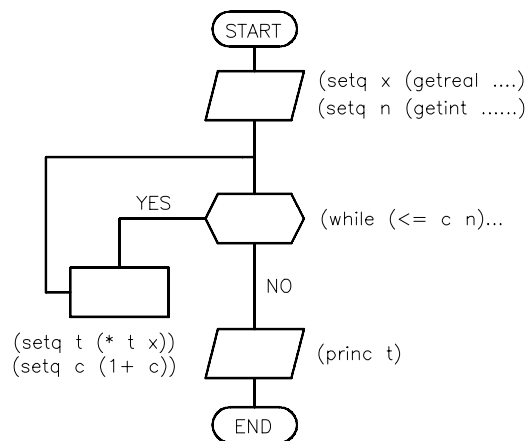 START
(setq x (getreal ....)
(setq n (getint ......)
YES
(while (<= c n)...
NO
(setq t (* t x))
(setq c (1+ c))
(princ t)
END